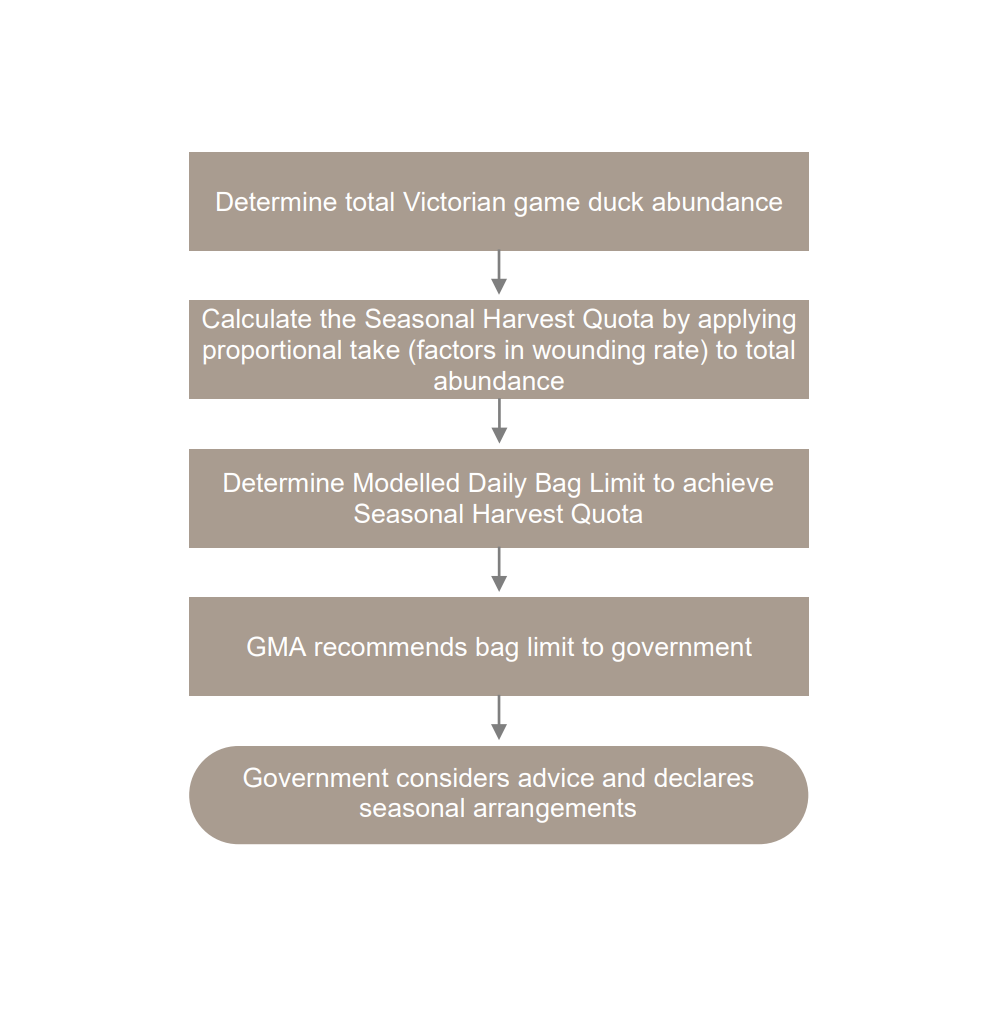 Determine total Victorian game duck abundance
Calculate the Seasonal Harvest Quota by applying
proportional take (factors in wounding rate) to total
abundance
Determine Modelled Daily Bag Limit to achieve
Seasonal Harvest Quota
GMA recommends bag limit to government
Government considers advice and declares
seasonal arrangements